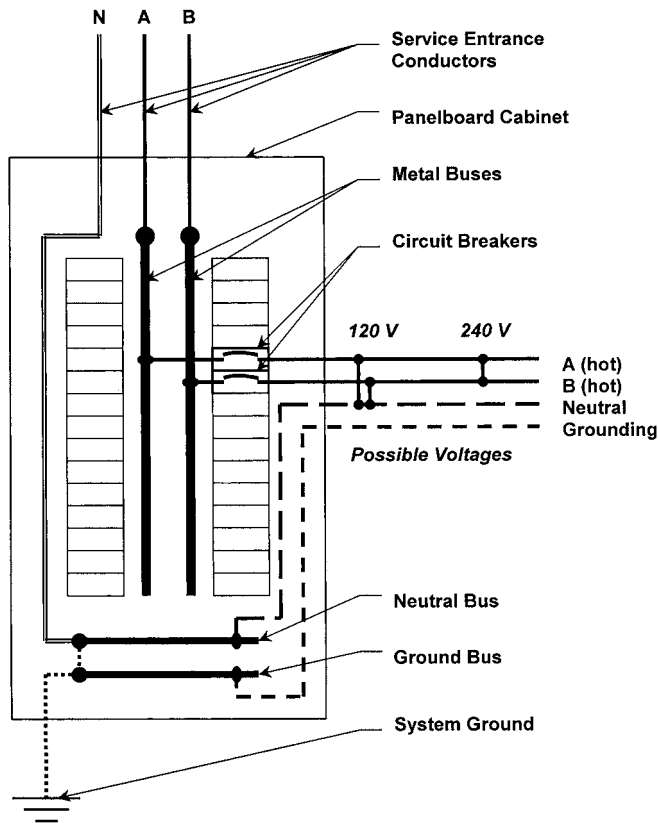 N A B
Service Entrance
Conductors
Panelboard Cabinet
Metal Buses
Circuit Breakers
120 V 240 V
A (hot)
B (hot)
Neutral
Grounding
Possible Voltages
Neutral Bus
Ground Bus
System Ground